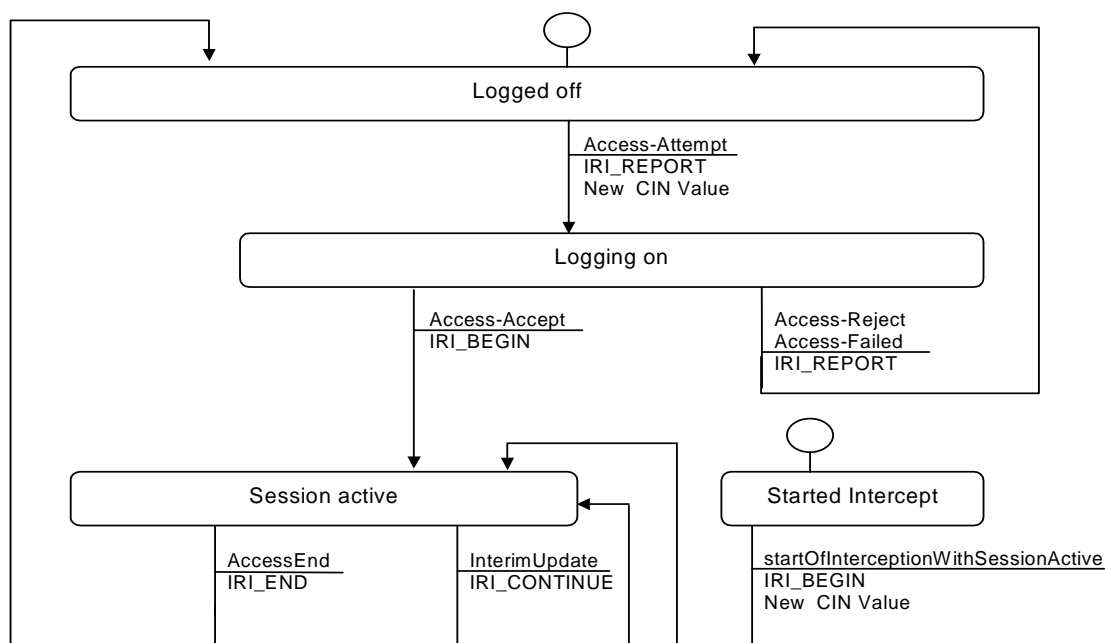 Logged off
Access-Attempt
IRI_REPORT
New CIN Value
Logging on
Access-Accept
IRI_BEGIN
Access-Reject
Access-Failed
IRI_REPORT
Session active
Started Intercept
AccessEnd
IRI_END
InterimUpdate
IRI_CONTINUE
startOfInterceptionWithSessionActive
IRI_BEGIN
New CIN Value